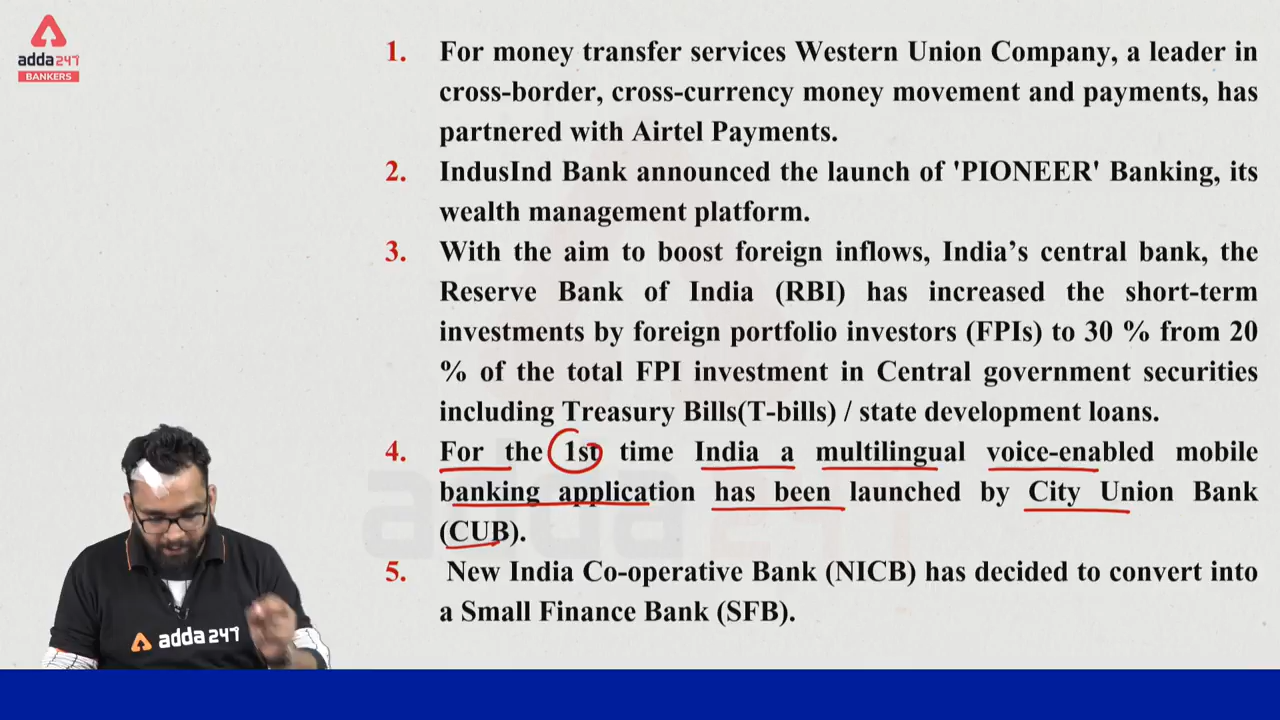 adda247
BANKERS
1. For money transfer services Western Union Company, a leader in
cross-border, cross-currency money movement and payments, has
partnered with Airtel Payments.
2. IndusInd Bank announced the launch of 'PIONEER' Banking, its
wealth management platform.
3. With the aim to boost foreign inflows, India’s central bank, the
Reserve Bank of India (RBI) has increased the short-term
investments by foreign portfolio investors (FPIs) to 30 % from 20
% of the total FPI investment in Central government securities
including Treasury Bills(T-bills) / state development loans.
4. For the 1st time India a multilingual voice-enabled mobile
banking application has been launched by City Union Bank
(CUB).
5. New India Co-operative Bank (NICB) has decided to convert into
a Small Finance Bank (SFB).
adda247
adda 247